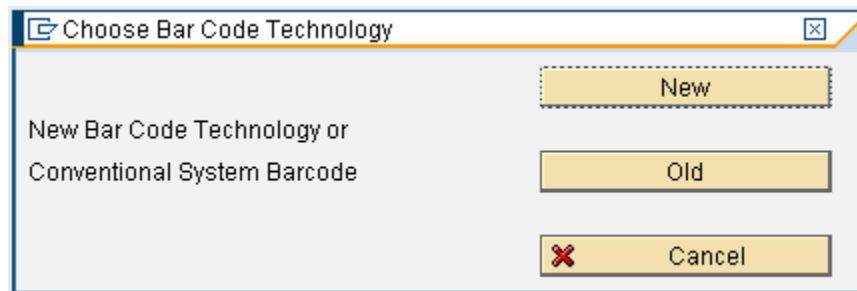 Choose Bar Code Technology
New
New Bar Code Technology or
Conventional System Barcode
Old
Cancel